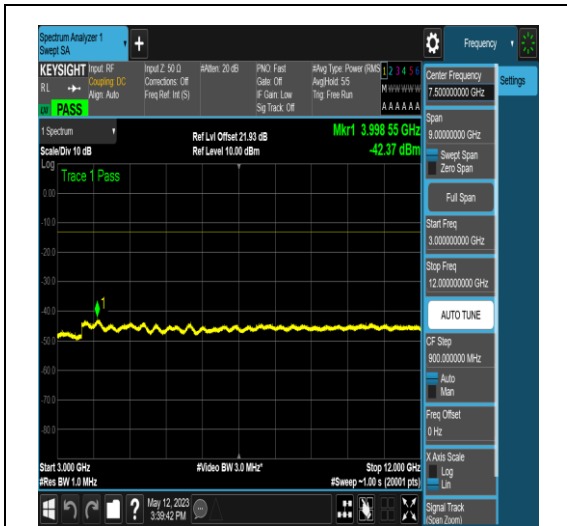 Spectrum Analyzer 1
Swept SA
+
Frequency
KEYSIGHT
RL
PASS
Input: RF
Coupling: DC
Align: Auto
Input Z: 50 Ω
Corrections: Off
Freq Ref: Int (S)
#Atten: 20 dB
PNO: Fast
Gate: Off
IF Gain: Low
Sig Track: Off
#Avg Type: Power (RMS
Avg|Hold: 5/5
Trig: Free Run
1 2 3 4 5 6
M W W W W W
A A A A A A
1 Spectrum
Scale/Div 10 dB
Ref Lvl Offset 21.93 dB
Ref Level 10.00 dBm
Mkr1 3.998 55 GHz
-42.37 dBm
Log
Trace 1 Pass
0.00
-10.0
-20.0
-30.0
-40.0
-50.0
-60.0
-70.0
-80.0
1
Start 3.000 GHz
#Res BW 1.0 MHz
#Video BW 3.0 MHz*
Stop 12.000 GHz
#Sweep ~1.00 s (20001 pts)
Center Frequency
7.500000000 GHz
Settings
Span
9.00000000 GHz
Swept Span
Zero Span
Full Span
Start Freq
3.000000000 GHz
Stop Freq
12.000000000 GHz
AUTO TUNE
CF Step
900.000000 MHz
Auto
Man
Freq Offset
0 Hz
X Axis Scale
Log
Lin
Signal Track
(Span Zoom)
?
May 12, 2023
3:39:42 PM